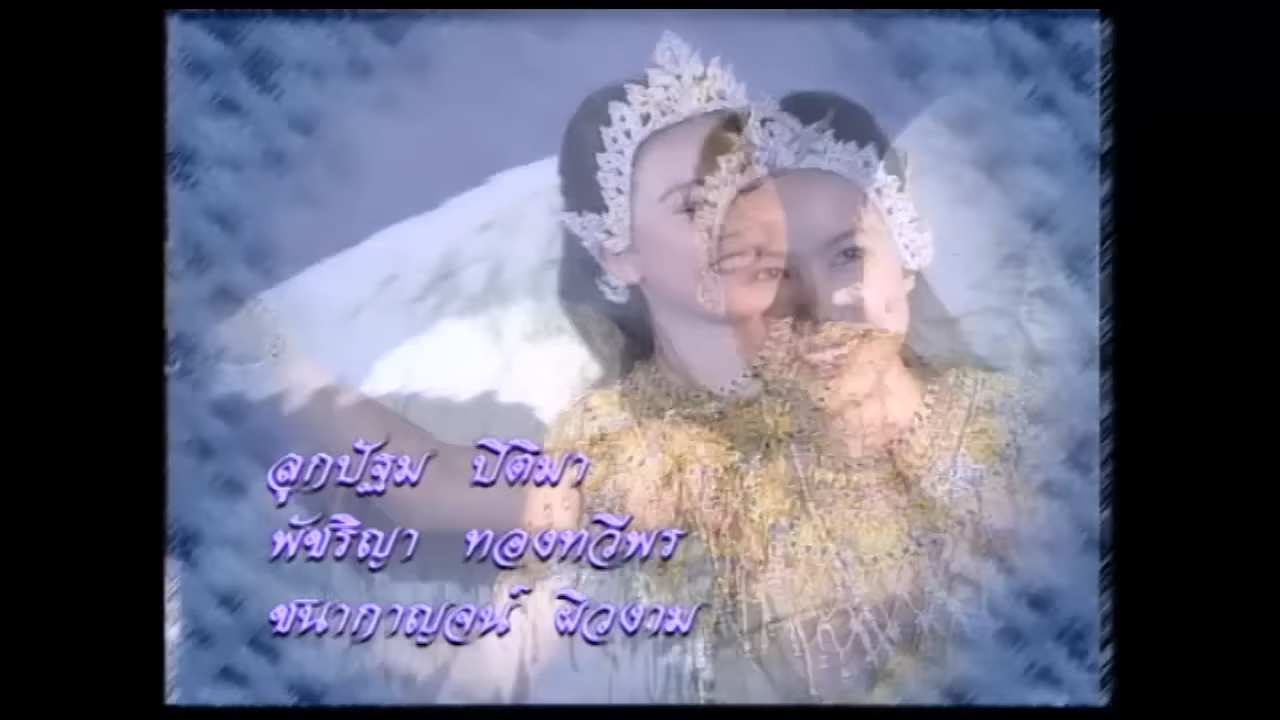 ลูกปัฐม ปิติมา
พัชริญา ทองทวีพร
ชนากาญจน์ ผิวงาม